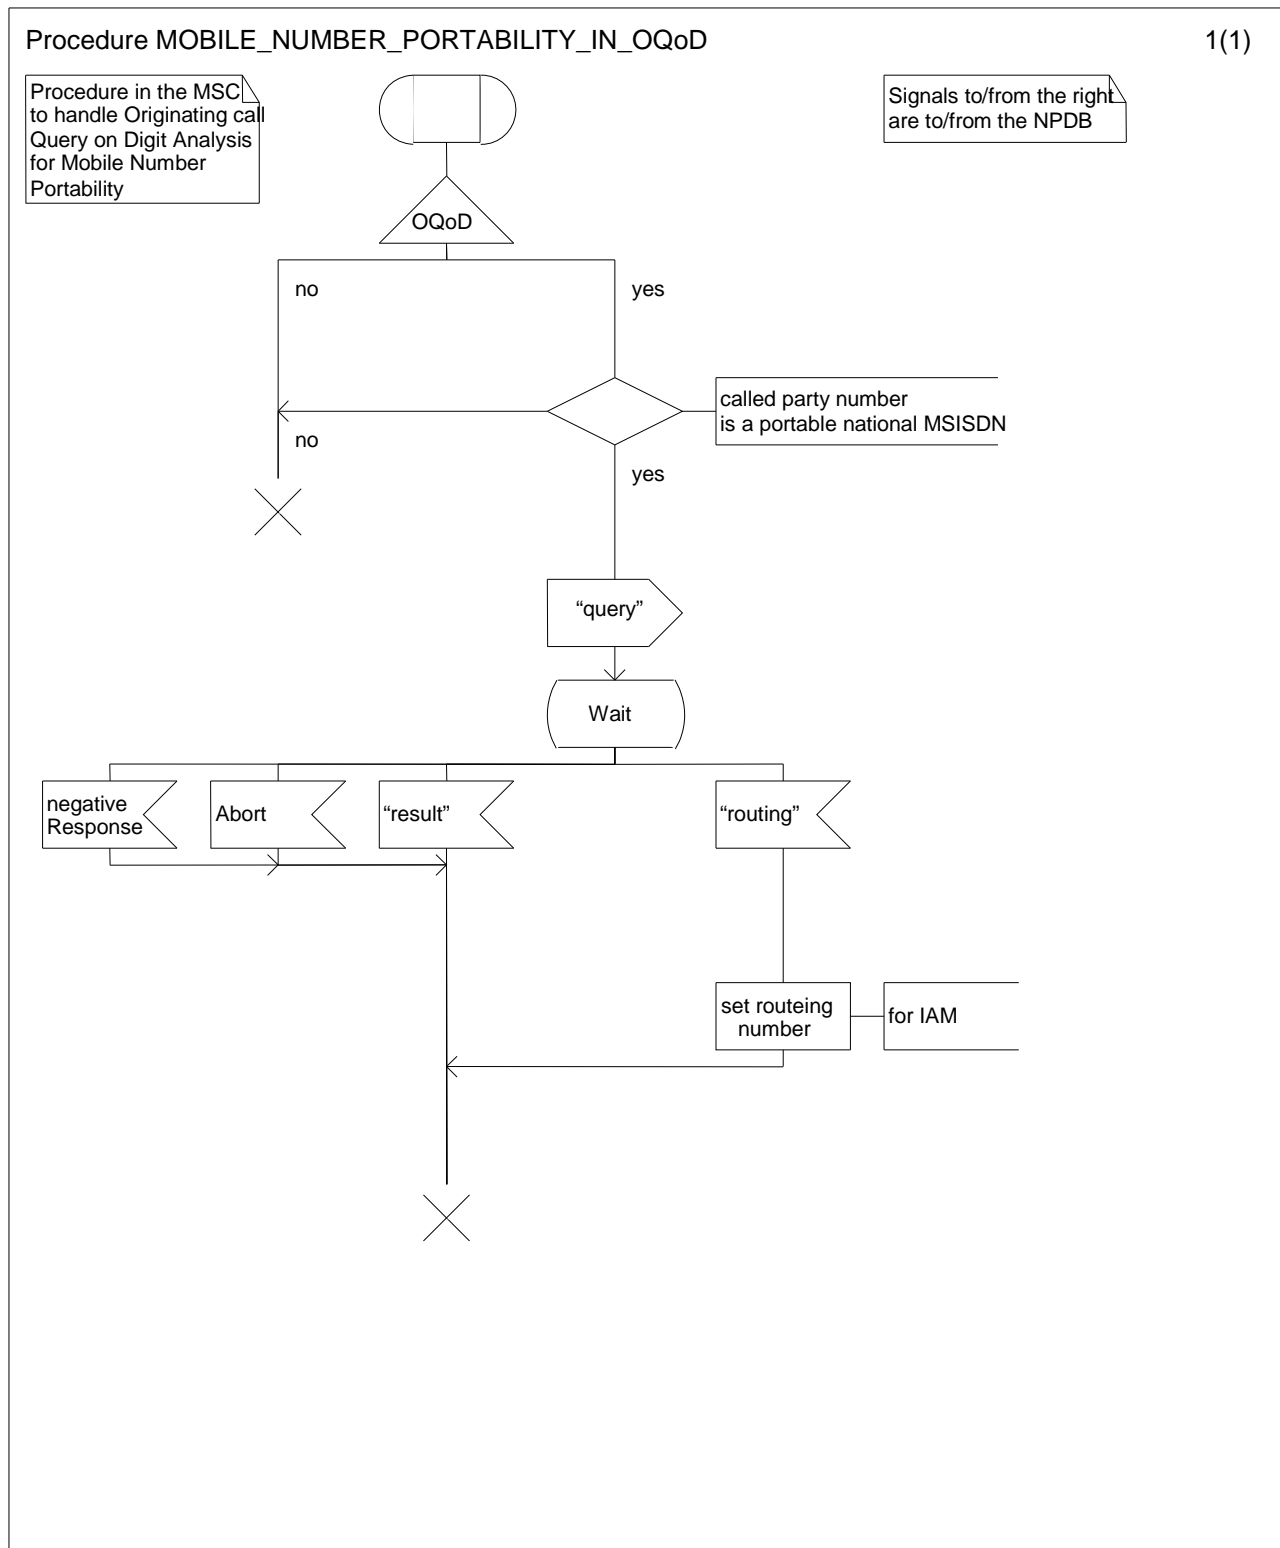 Procedure MOBILE_NUMBER_PORTABILITY_IN_OQoD
1(1)
Procedure in the MSC
to handle Originating call
Query on Digit Analysis
for Mobile Number
Portability
Signals to/from the right
are to/from the NPDB
OQoD
no
yes
called party number
is a portable national MSISDN
no
yes
“query”
Wait
negative
Response
Abort
“result”
“routing”
set routeing
number
for IAM